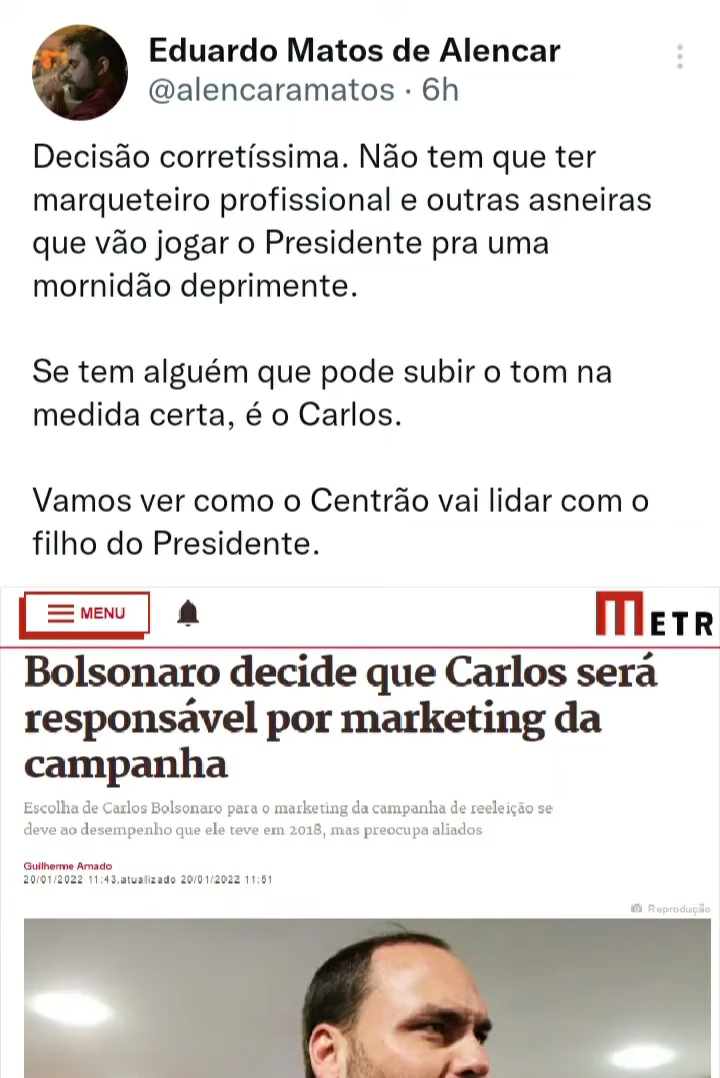 Eduardo Matos de Alencar
@alencaramatos · 6h
Decisão corretíssima. Não tem que ter
marqueteiro profissional e outras asneiras
que vão jogar o Presidente pra uma
mornidão deprimente.
Se tem alguém que pode subir o tom na
medida certa, é o Carlos.
Vamos ver como o Centrão vai lidar com o
filho do Presidente.
MENU
METR
Bolsonaro decide que Carlos será
responsável por marketing da
campanha
Escolha de Carlos Bolsonaro para o marketing da campanha de reeleição se
deve ao desempenho que ele teve em 2018, mas preocupa aliados
Guilherme Amado
20/01/2022 11:43,atualizado 20/01/2022 11:51
Reprodução